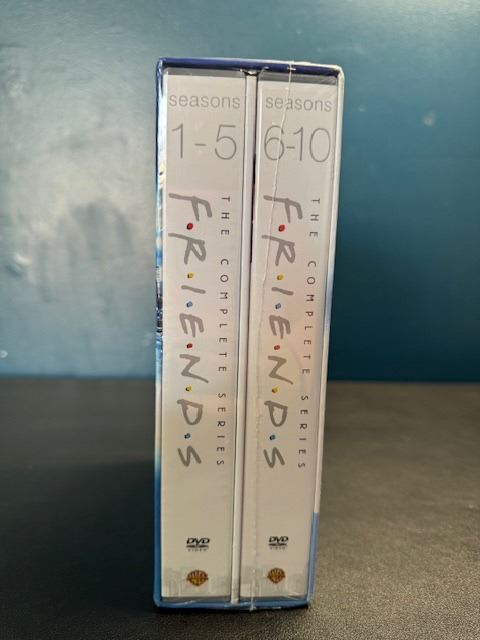 seasons
1-5
F.R.I.E.N.D.S
THE COMPLETE SERIES
DVD
VIDEO
seasons
6-10
F.R.I.E.N.D.S
THE COMPLETE SERIES
DVD
VIDEO